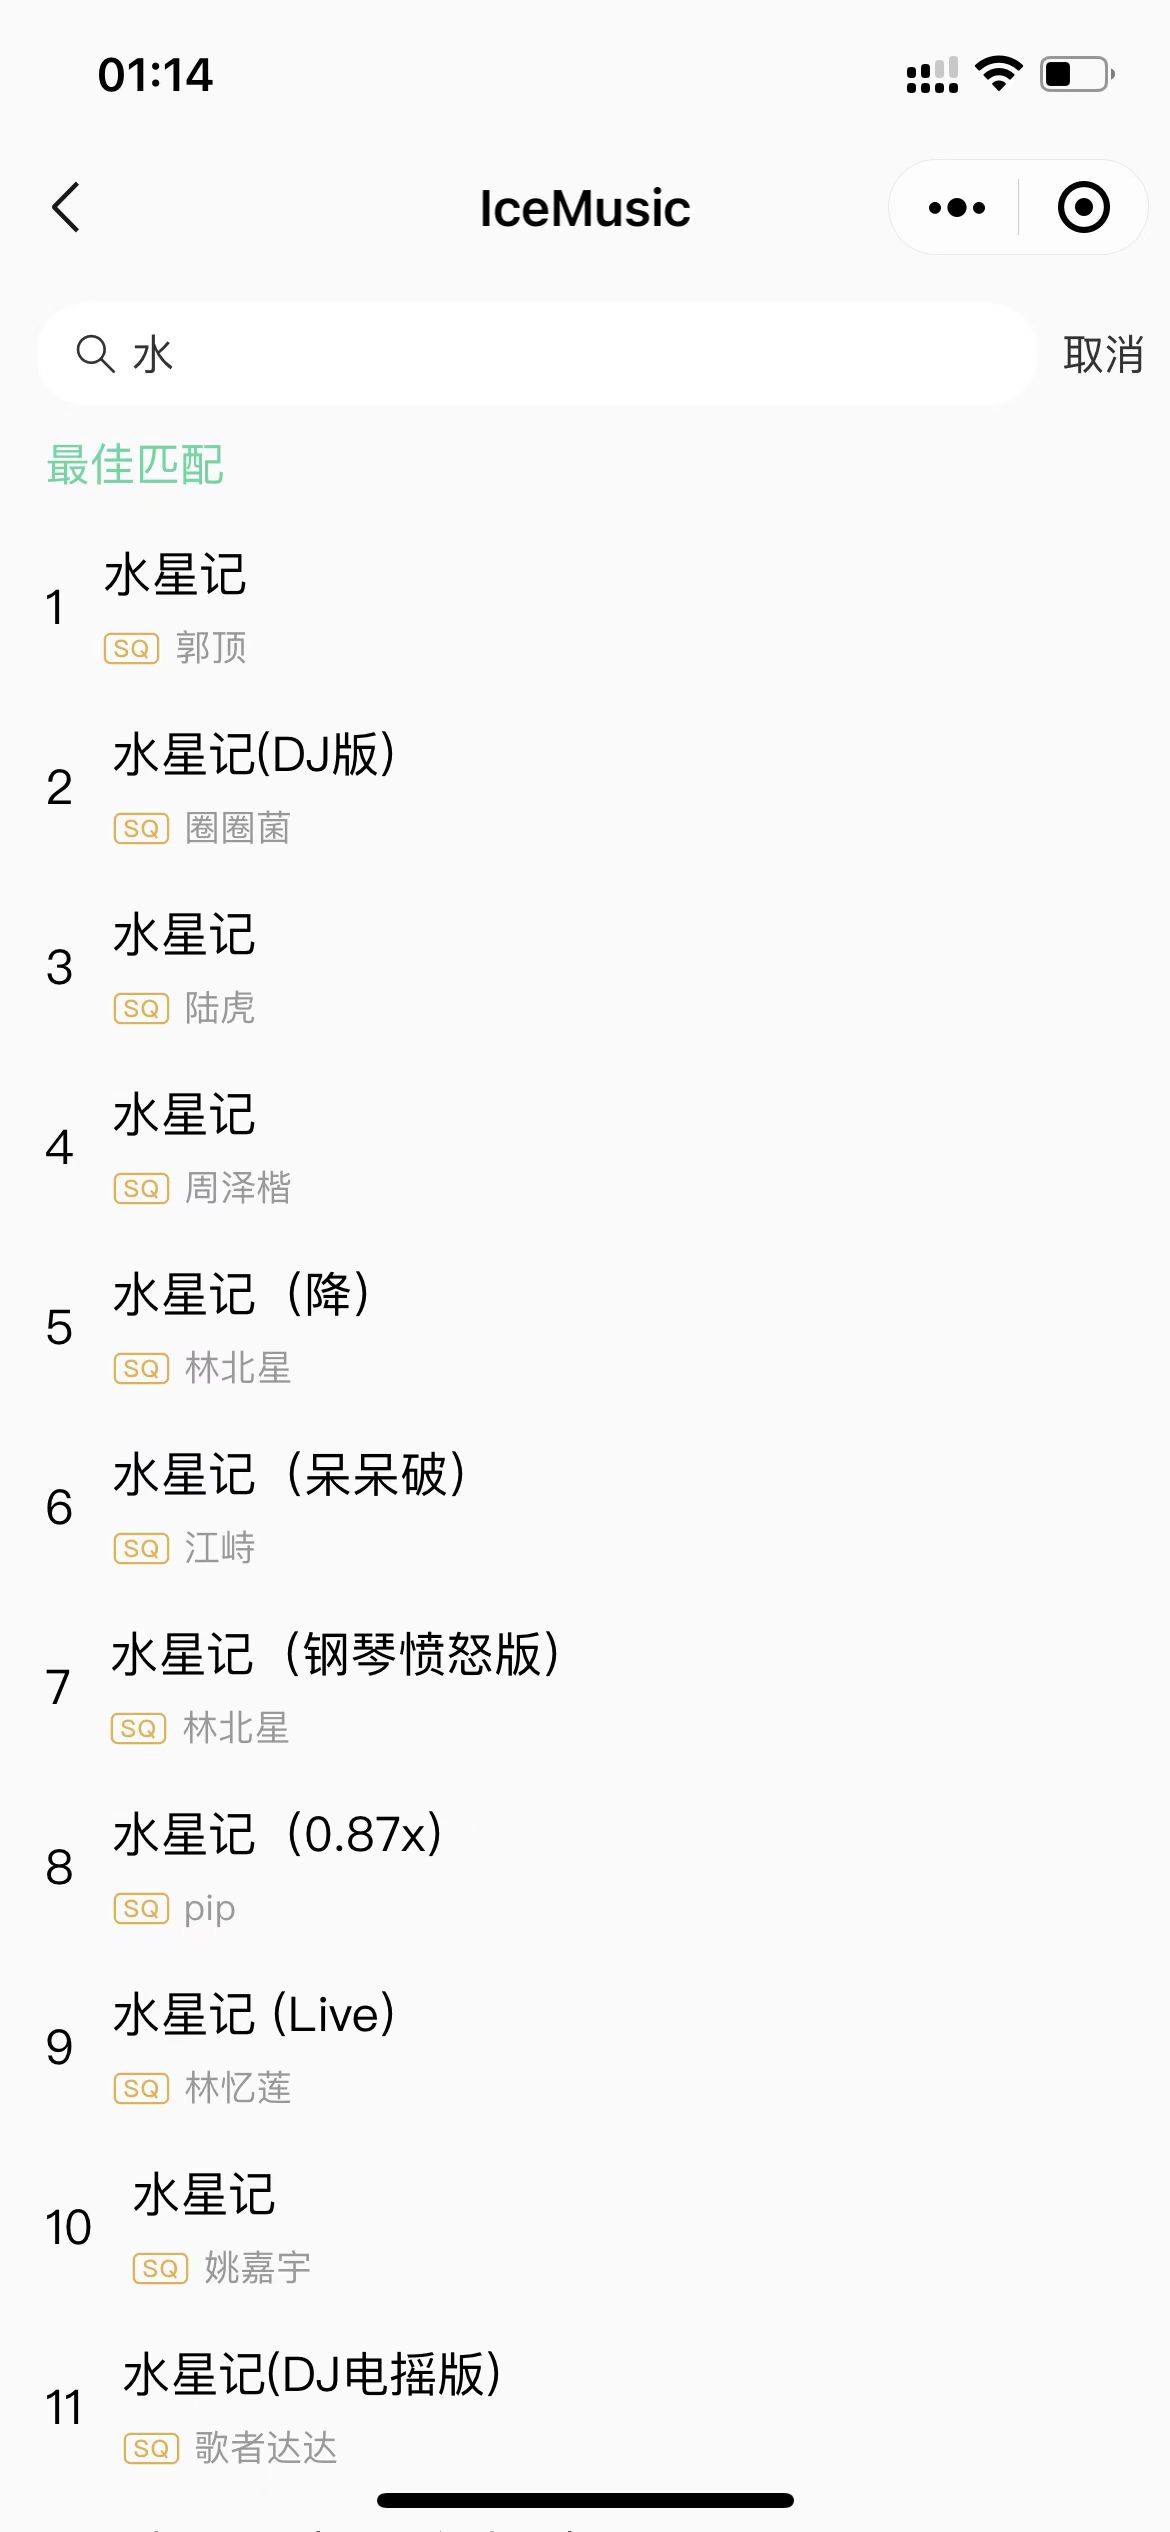 01:14
IceMusic
水
取消
最佳匹配
1
水星记
SQ 郭顶
2
水星记(DJ版)
SQ 圈圈菌
3
水星记
SQ 陆虎
4
水星记
SQ 周泽楷
5
水星记（降）
SQ 林北星
6
水星记（呆呆破）
SQ 江峙
7
水星记（钢琴愤怒版）
SQ 林北星
8
水星记（0.87x）
SQ pip
9
水星记 (Live)
SQ 林忆莲
10
水星记
SQ 姚嘉宇
11
水星记(DJ电摇版)
SQ 歌者达达